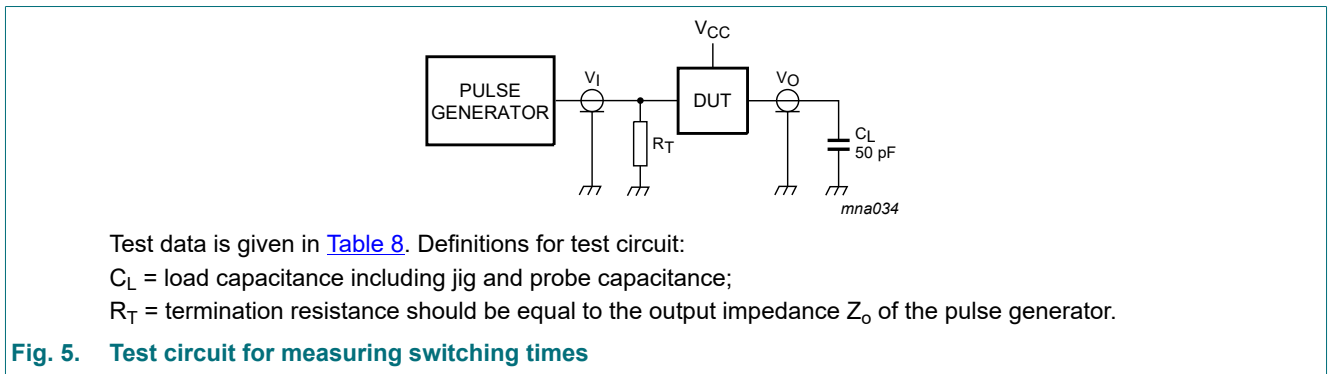 VCC
PULSE
GENERATOR
VI
DUT
VO
RT
CL
50 pF
mna034
Test data is given in Table 8. Definitions for test circuit:
CL = load capacitance including jig and probe capacitance;
RT = termination resistance should be equal to the output impedance Zo of the pulse generator.
Fig. 5. Test circuit for measuring switching times